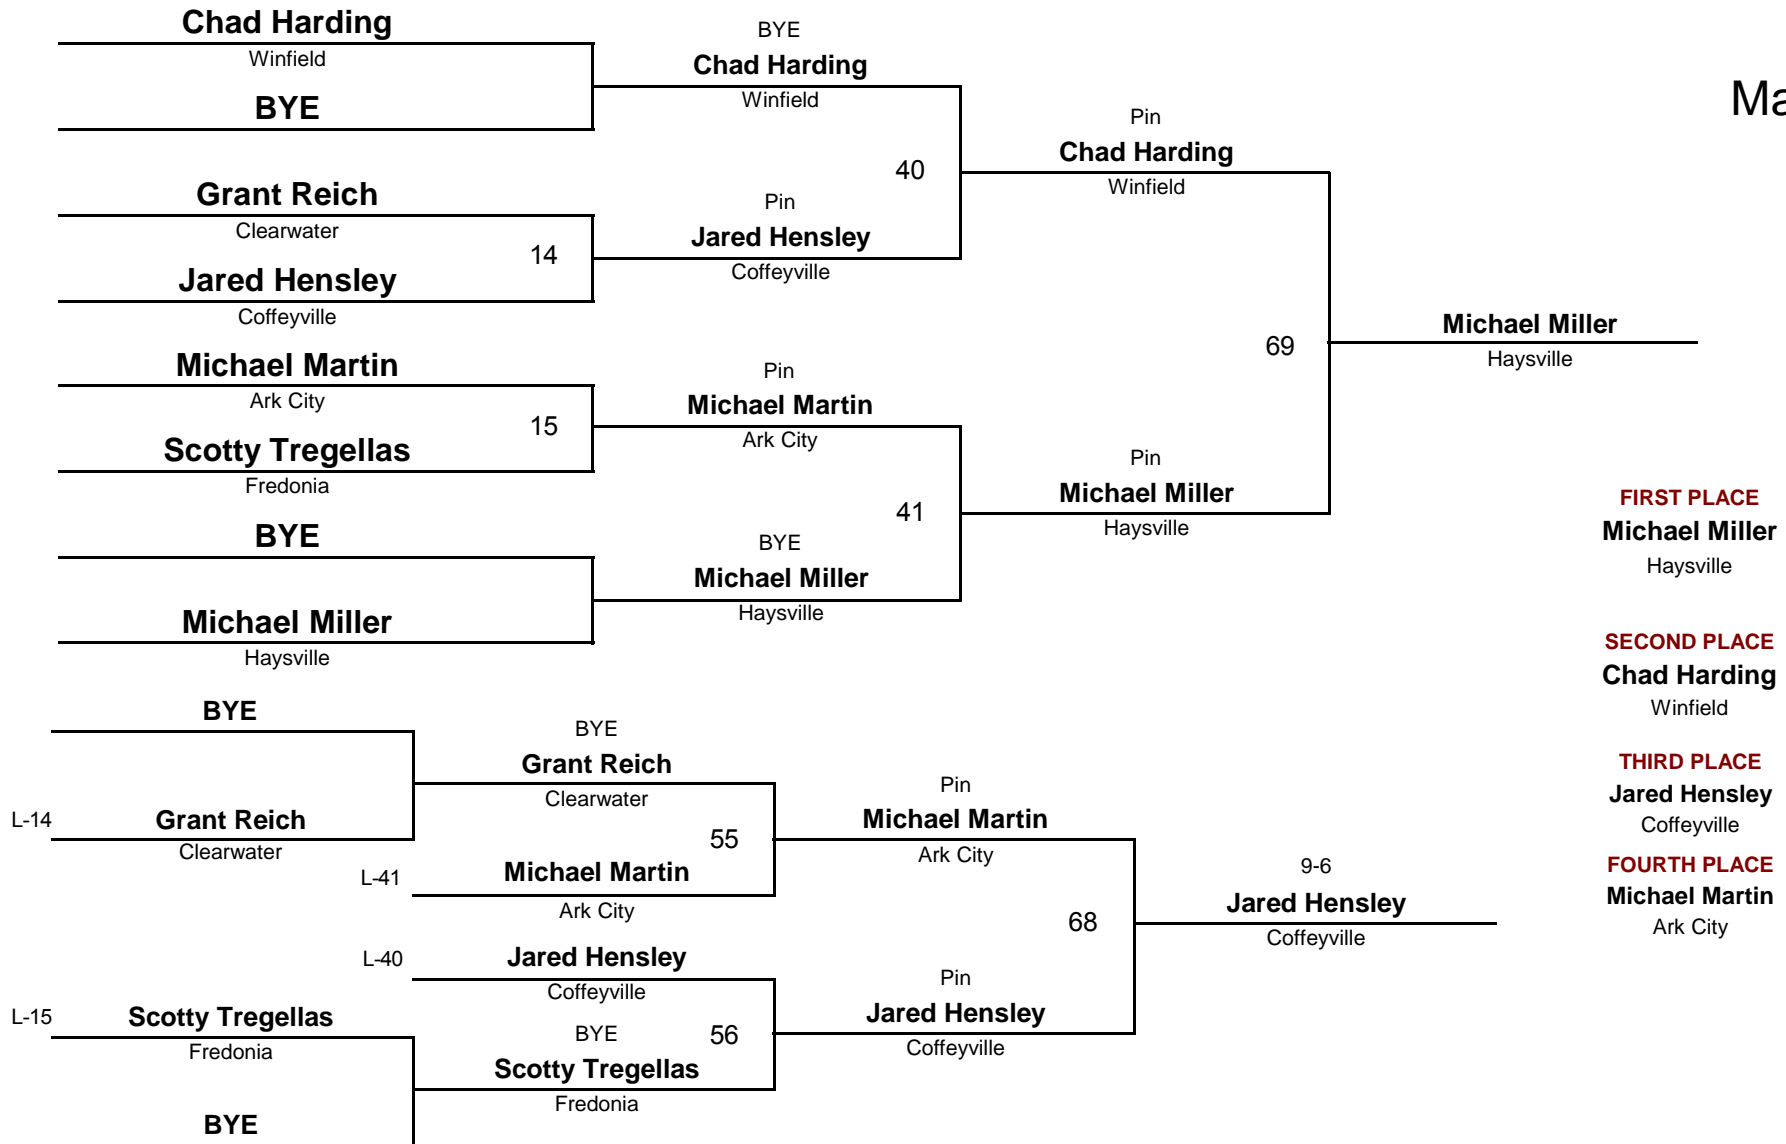 Chad Harding
Winfield
BYE
Grant Reich
Clearwater
14
Jared Hensley
Coffeyville
Michael Martin
Ark City
15
Scotty Tregellas
Fredonia
BYE
Michael Miller
Haysville
BYE
Chad Harding
Winfield
40
Pin
Jared Hensley
Coffeyville
Pin
Michael Martin
Ark City
41
BYE
Michael Miller
Haysville
Pin
Chad Harding
Winfield
69
Pin
Michael Miller
Haysville
Michael Miller
Haysville
Ma
FIRST PLACE
Michael Miller
Haysville
SECOND PLACE
Chad Harding
Winfield
THIRD PLACE
Jared Hensley
Coffeyville
FOURTH PLACE
Michael Martin
Ark City
BYE
L-14
Grant Reich
Clearwater
L-15
Scotty Tregellas
Fredonia
BYE
BYE
Grant Reich
Clearwater
55
L-41
Michael Martin
Ark City
L-40
Jared Hensley
Coffeyville
BYE
56
Scotty Tregellas
Fredonia
Pin
Michael Martin
Ark City
68
Pin
Jared Hensley
Coffeyville
9-6
Jared Hensley
Coffeyville